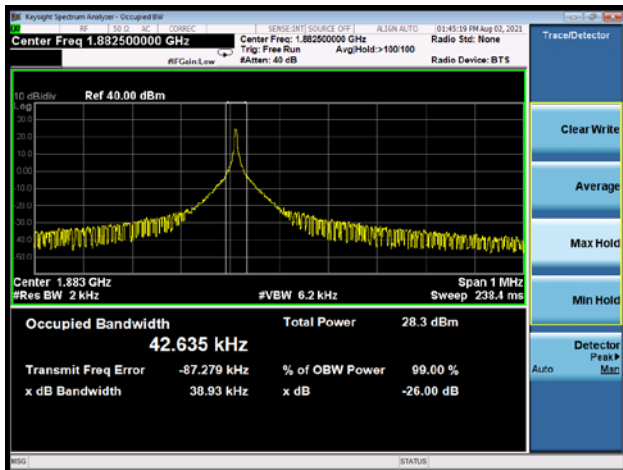 Keysight Spectrum Analyzer - Occupied BW
RF 50 Ω AC CORREC SENSE:INT SOURCE OFF ALIGN AUTO 01:45:19 PM Aug 02, 2021
Center Freq 1.882500000 GHz
Center Freq: 1.882500000 GHz
Radio Std: None
Trig: Free Run Avg|Hold:>100/100
#IFGain:Low #Atten: 40 dB Radio Device: BTS
Trace/Detector
10 dB/div Ref 40.00 dBm
Log
30.0
20.0
10.0
0.00
-10.0
-20.0
-30.0
-40.0
-50.0
Clear Write
Average
Max Hold
Min Hold
Detector
Peak▶
Auto Man
Center 1.883 GHz Span 1 MHz
#Res BW 2 kHz #VBW 6.2 kHz Sweep 238.4 ms
Occupied Bandwidth Total Power 28.3 dBm
42.635 kHz
Transmit Freq Error -87.279 kHz % of OBW Power 99.00 %
x dB Bandwidth 38.93 kHz x dB -26.00 dB
MSG STATUS